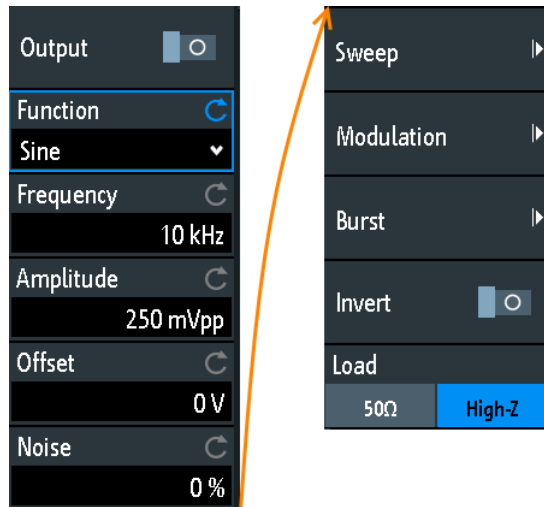 Output
Function
Sine
Frequency
10 kHz
Amplitude
250 mVpp
Offset
0 V
Noise
0 %
Sweep
Modulation
Burst
Invert
Load
50Ω High-Z